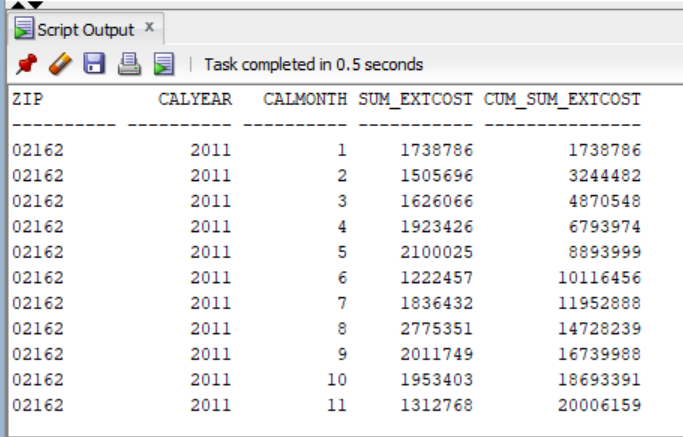 Script Output x
Task completed in 0.5 seconds
ZIP CALYEAR CALMONTH SUM_EXTCOST CUM_SUM_EXTCOST
---------- ---------- ---------- ----------- ---------------
02162 2011 1 1738786 1738786
02162 2011 2 1505696 3244482
02162 2011 3 1626066 4870548
02162 2011 4 1923426 6793974
02162 2011 5 2100025 8893999
02162 2011 6 1222457 10116456
02162 2011 7 1836432 11952888
02162 2011 8 2775351 14728239
02162 2011 9 2011749 16739988
02162 2011 10 1953403 18693391
02162 2011 11 1312768 20006159